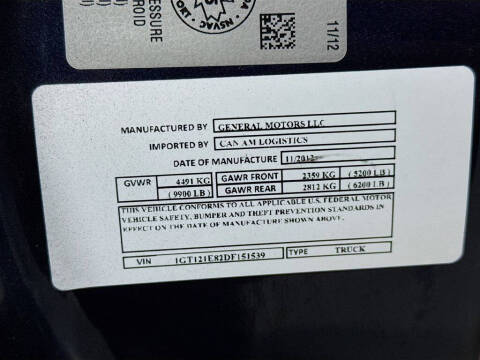 PRESSURE
11/12
MANUFACTURED BY GENERAL MOTORS LLC
IMPORTED BY CAN AM LOGISTICS
DATE OF MANUFACTURE 11/2012
GVWR 4491 KG GAWR FRONT 2359 KG ( 5200 LB )
( 9900 LB ) GAWR REAR 2812 KG ( 6200 LB )
THIS VEHICLE CONFORMS TO ALL APPLICABLE U.S. FEDERAL MOTOR
VEHICLE SAFETY, BUMPER AND THEFT PREVENTION STANDARDS IN
EFFECT ON THE DATE OF MANUFACTURE SHOWN ABOVE.
VIN 1GT121E82DF151539 TYPE TRUCK